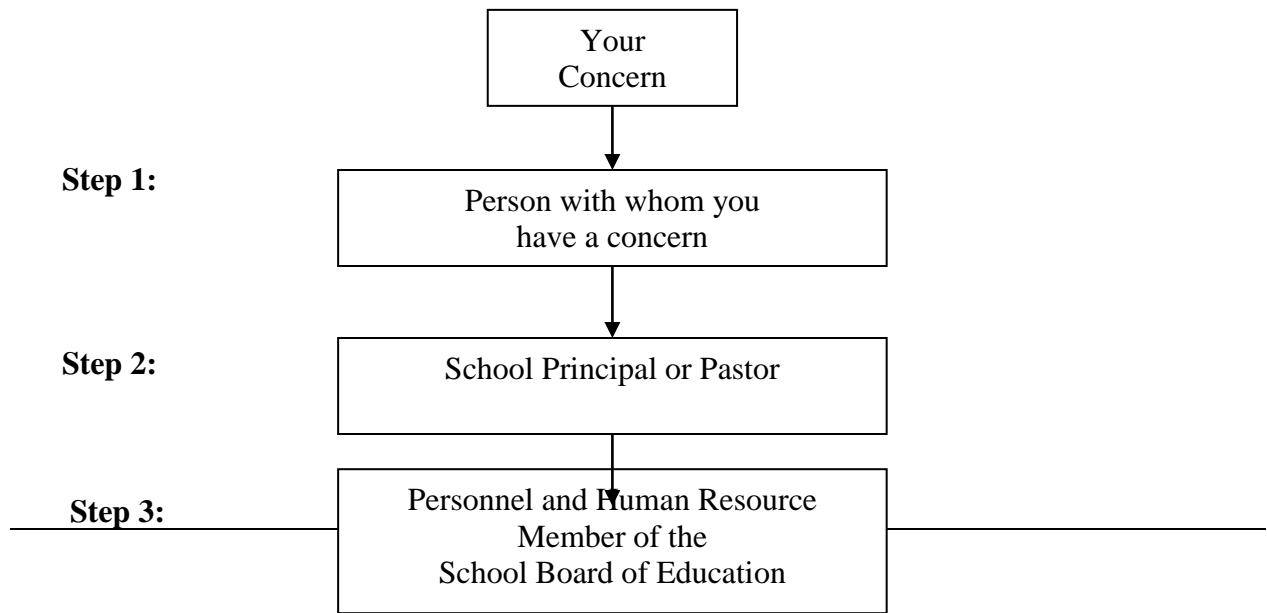 Your
Concern
Step 1:
Person with whom you
have a concern
Step 2:
School Principal or Pastor
Step 3:
Personnel and Human Resource
Member of the
School Board of Education